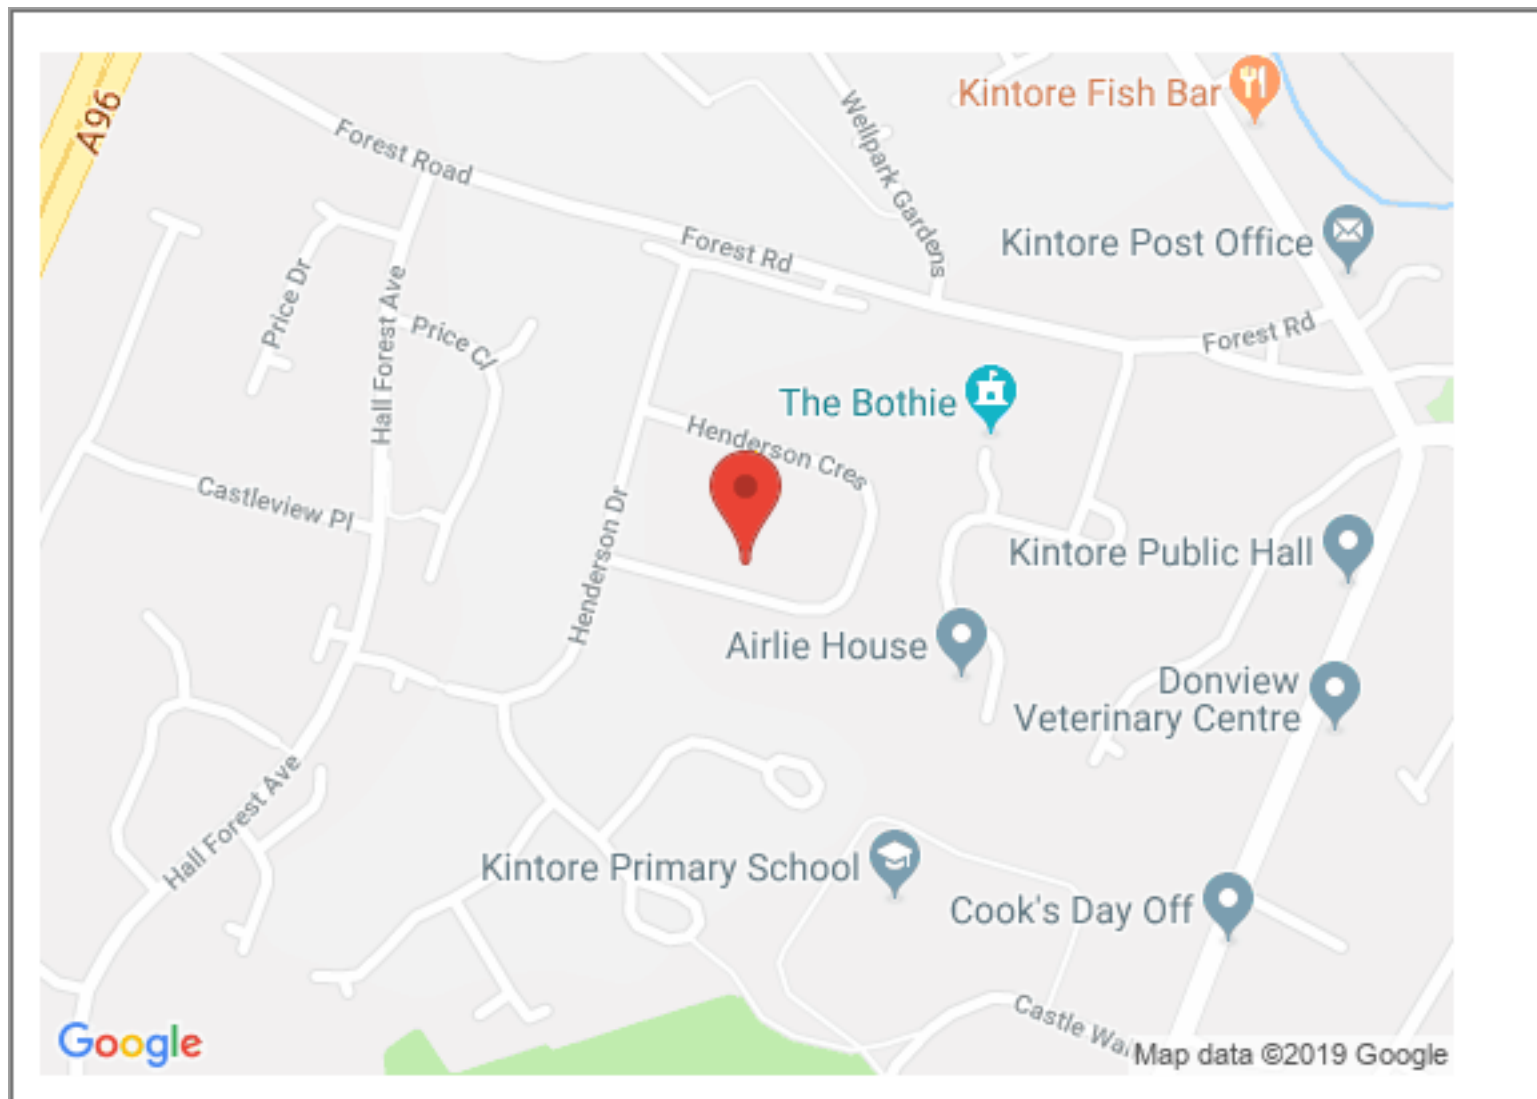 Kintore Fish Bar
A96
Forest Road
Wellpark Gardens
Kintore Post Office
Forest Rd
Price Dr
Hall Forest Ave
Price Cl
Forest Rd
The Bothie
Henderson Cres
Castleview Pl
Henderson Dr
Kintore Public Hall
Airlie House
Donview
Veterinary Centre
Hall Forest Ave
Kintore Primary School
Cook's Day Off
Castle Wal
Google
Map data ©2019 Google